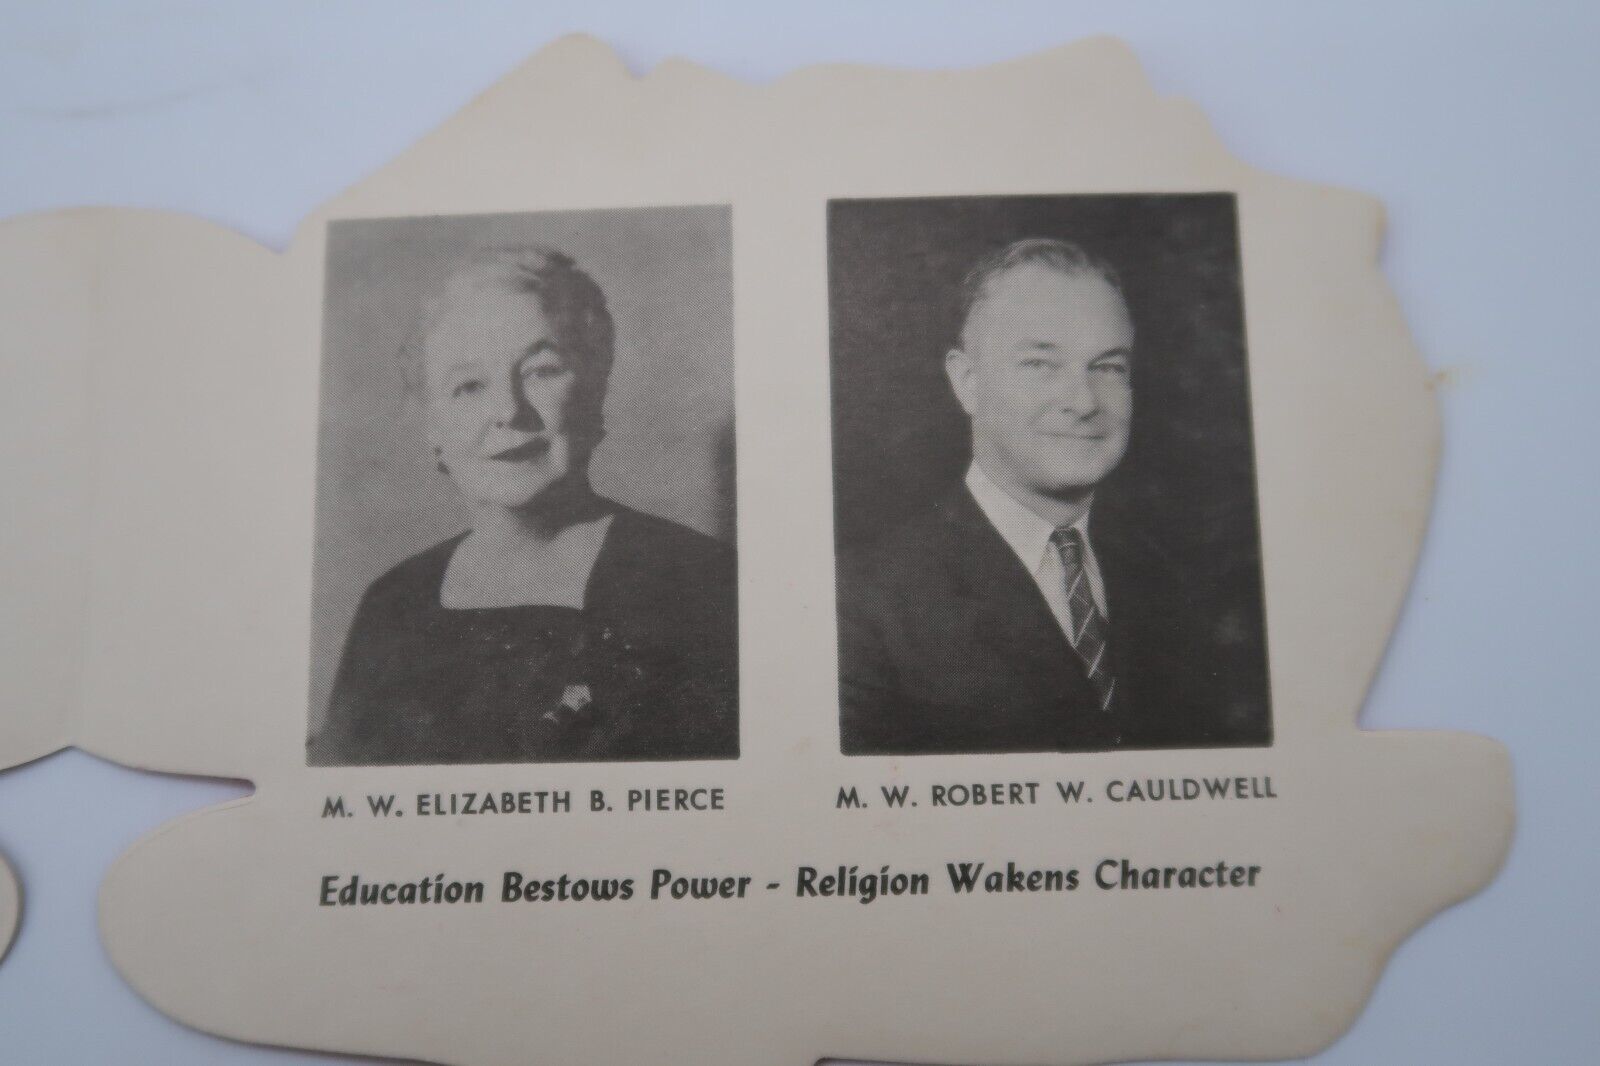 M. W. ELIZABETH B. PIERCE
M. W. ROBERT W. CAULDWELL
Education Bestows Power - Religion Wakens Character